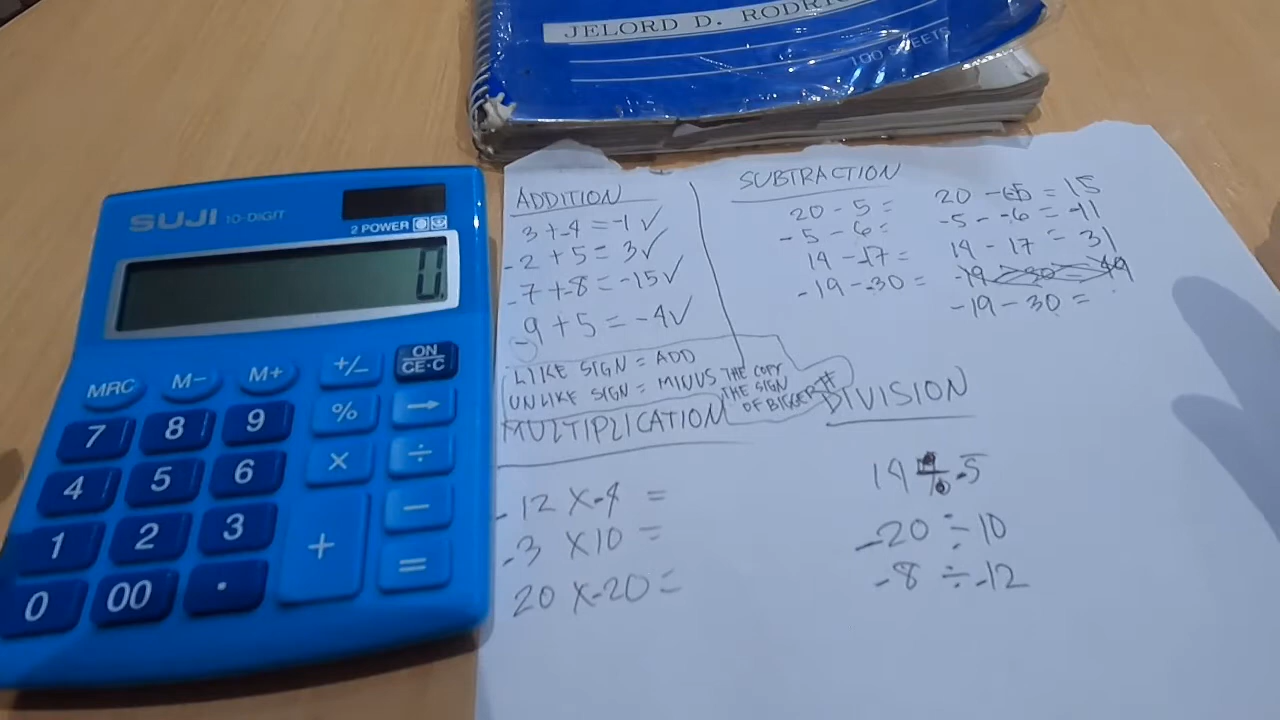 JELORD D. RODRI
100 SHEETS
SUJI 10-DIGIT
2 POWER
0
MRC M- M+ +/- ON CE·C
7 8 9 % →
4 5 6 × ÷
1 2 3 + −
0 00 · =
ADDITION
3 + -4 = -1 ✓
-2 + 5 = 3 ✓
-7 + -8 = -15 ✓
-9 + 5 = -4 ✓
LIKE SIGN = ADD
UNLIKE SIGN = MINUS THE COPY
THE SIGN
OF BIGGER #
SUBTRACTION
20 - 5 =
-5 - 6 =
14 - -17 =
-19 - -30 =
= 15
-5 - -6 = -11
14 - 17 = 31
-19 - 30 =
MULTIPLICATION
-12 X -4 =
-3 X 10 =
20 X -20 =
DIVISION
14 ÷ -5
-20 ÷ 10
-8 ÷ -12